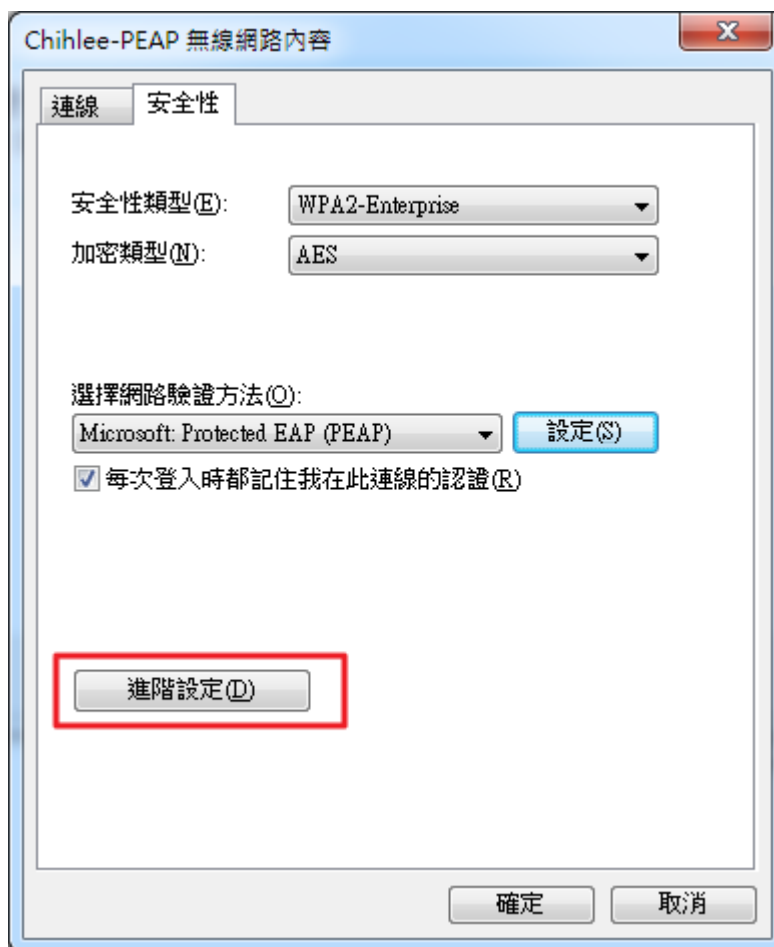 Chihlee-PEAP 無線網路內容
連線 安全性
安全性類型(E): WPA2-Enterprise
加密類型(N): AES
選擇網路驗證方法(O):
Microsoft: Protected EAP (PEAP) 設定(S)
每次登入時都記住我在此連線的認證(R)
進階設定(D)
確定 取消